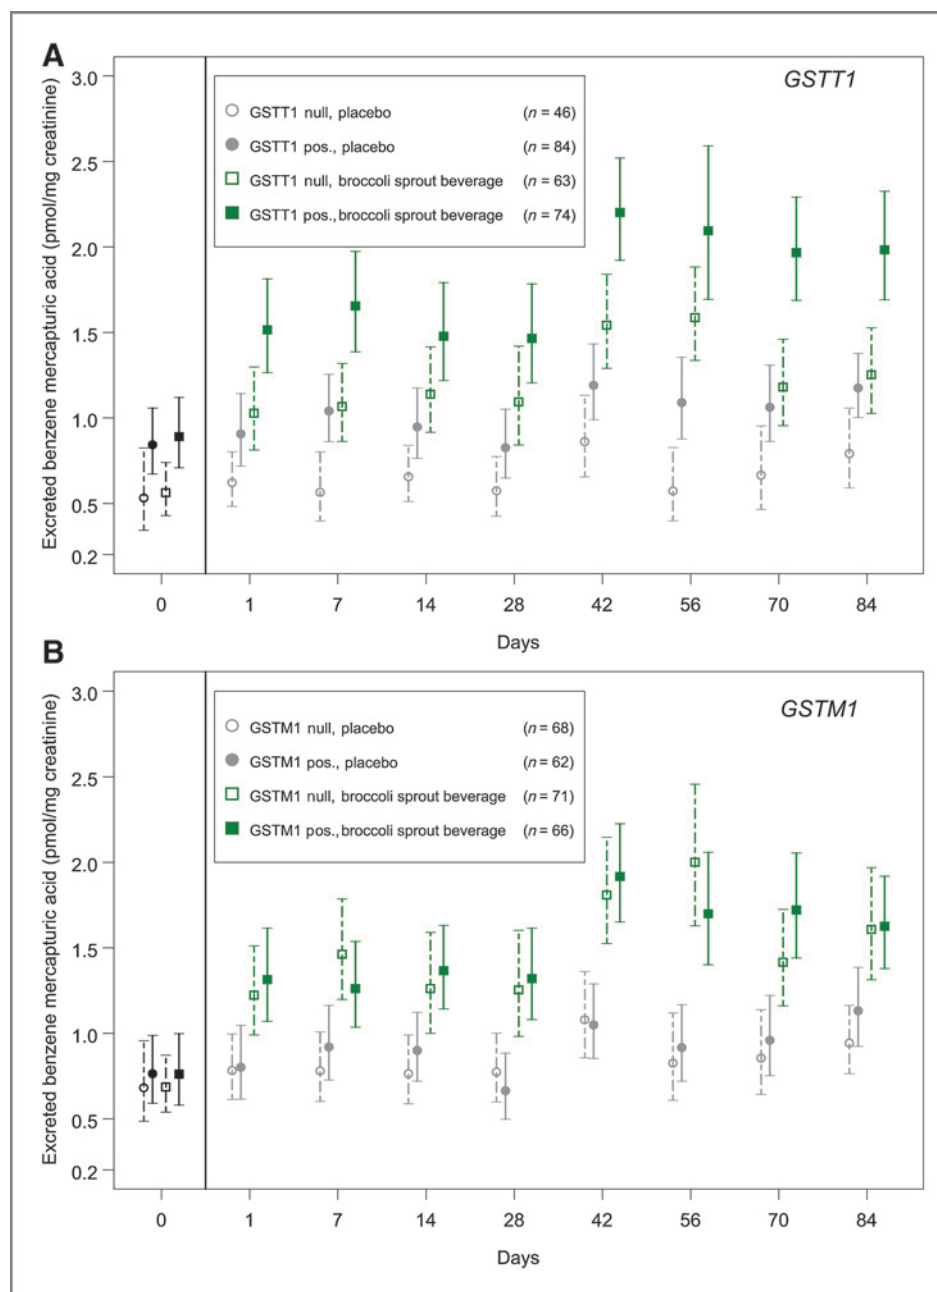 A
GSTT1
Excreted benzene mercapturic acid (pmol/mg creatinine)
3.0
2.5
2.0
1.5
1.0
0.5
0.2
GSTT1 null, placebo (n = 46)
GSTT1 pos., placebo (n = 84)
GSTT1 null, broccoli sprout beverage (n = 63)
GSTT1 pos., broccoli sprout beverage (n = 74)
0 1 7 14 28 42 56 70 84
Days
B
GSTM1
Excreted benzene mercapturic acid (pmol/mg creatinine)
3.0
2.5
2.0
1.5
1.0
0.5
0.2
GSTM1 null, placebo (n = 68)
GSTM1 pos., placebo (n = 62)
GSTM1 null, broccoli sprout beverage (n = 71)
GSTM1 pos., broccoli sprout beverage (n = 66)
0 1 7 14 28 42 56 70 84
Days